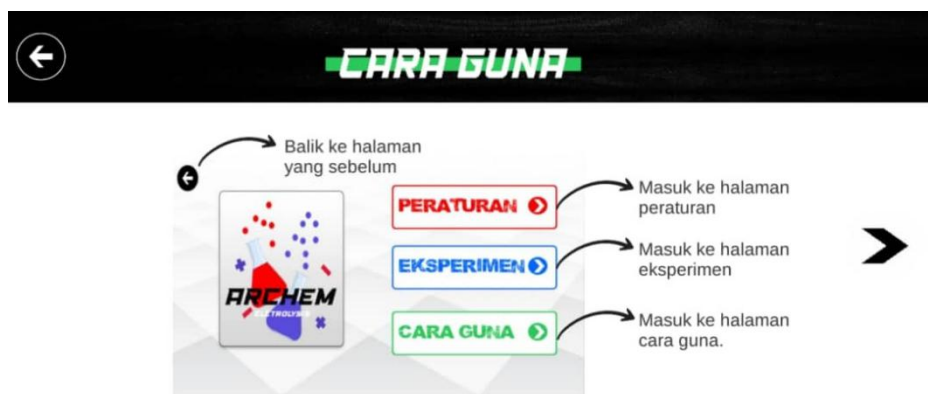 CARA GUNA
Balik ke halaman
yang sebelum
PERATURAN
Masuk ke halaman
peraturan
EKSPERIMEN
Masuk ke halaman
eksperimen
ARCHEM
ELETROLYSIS
CARA GUNA
Masuk ke halaman
cara guna.